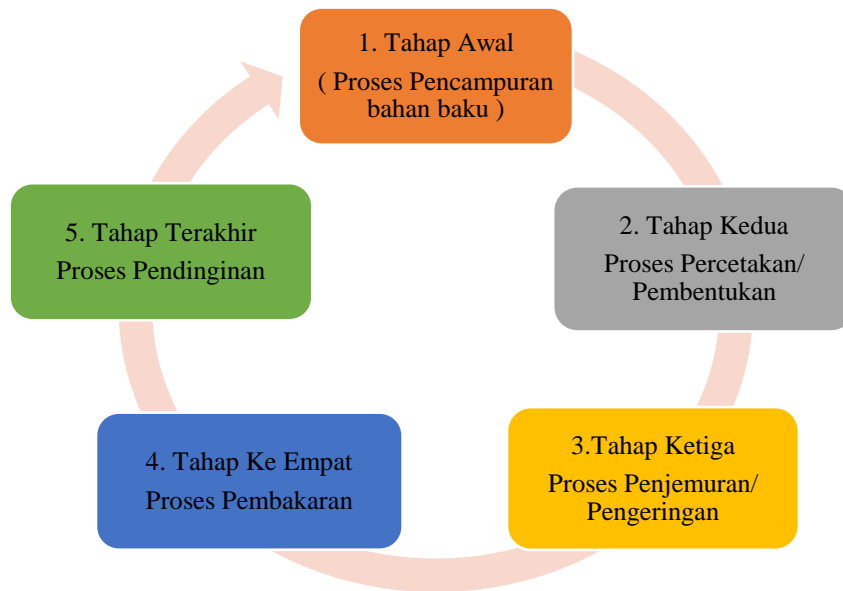 1. Tahap Awal
( Proses Pencampuran
bahan baku )
2. Tahap Kedua
Proses Percetakan/
Pembentukan
3.Tahap Ketiga
Proses Penjemuran/
Pengeringan
4. Tahap Ke Empat
Proses Pembakaran
5. Tahap Terakhir
Proses Pendinginan